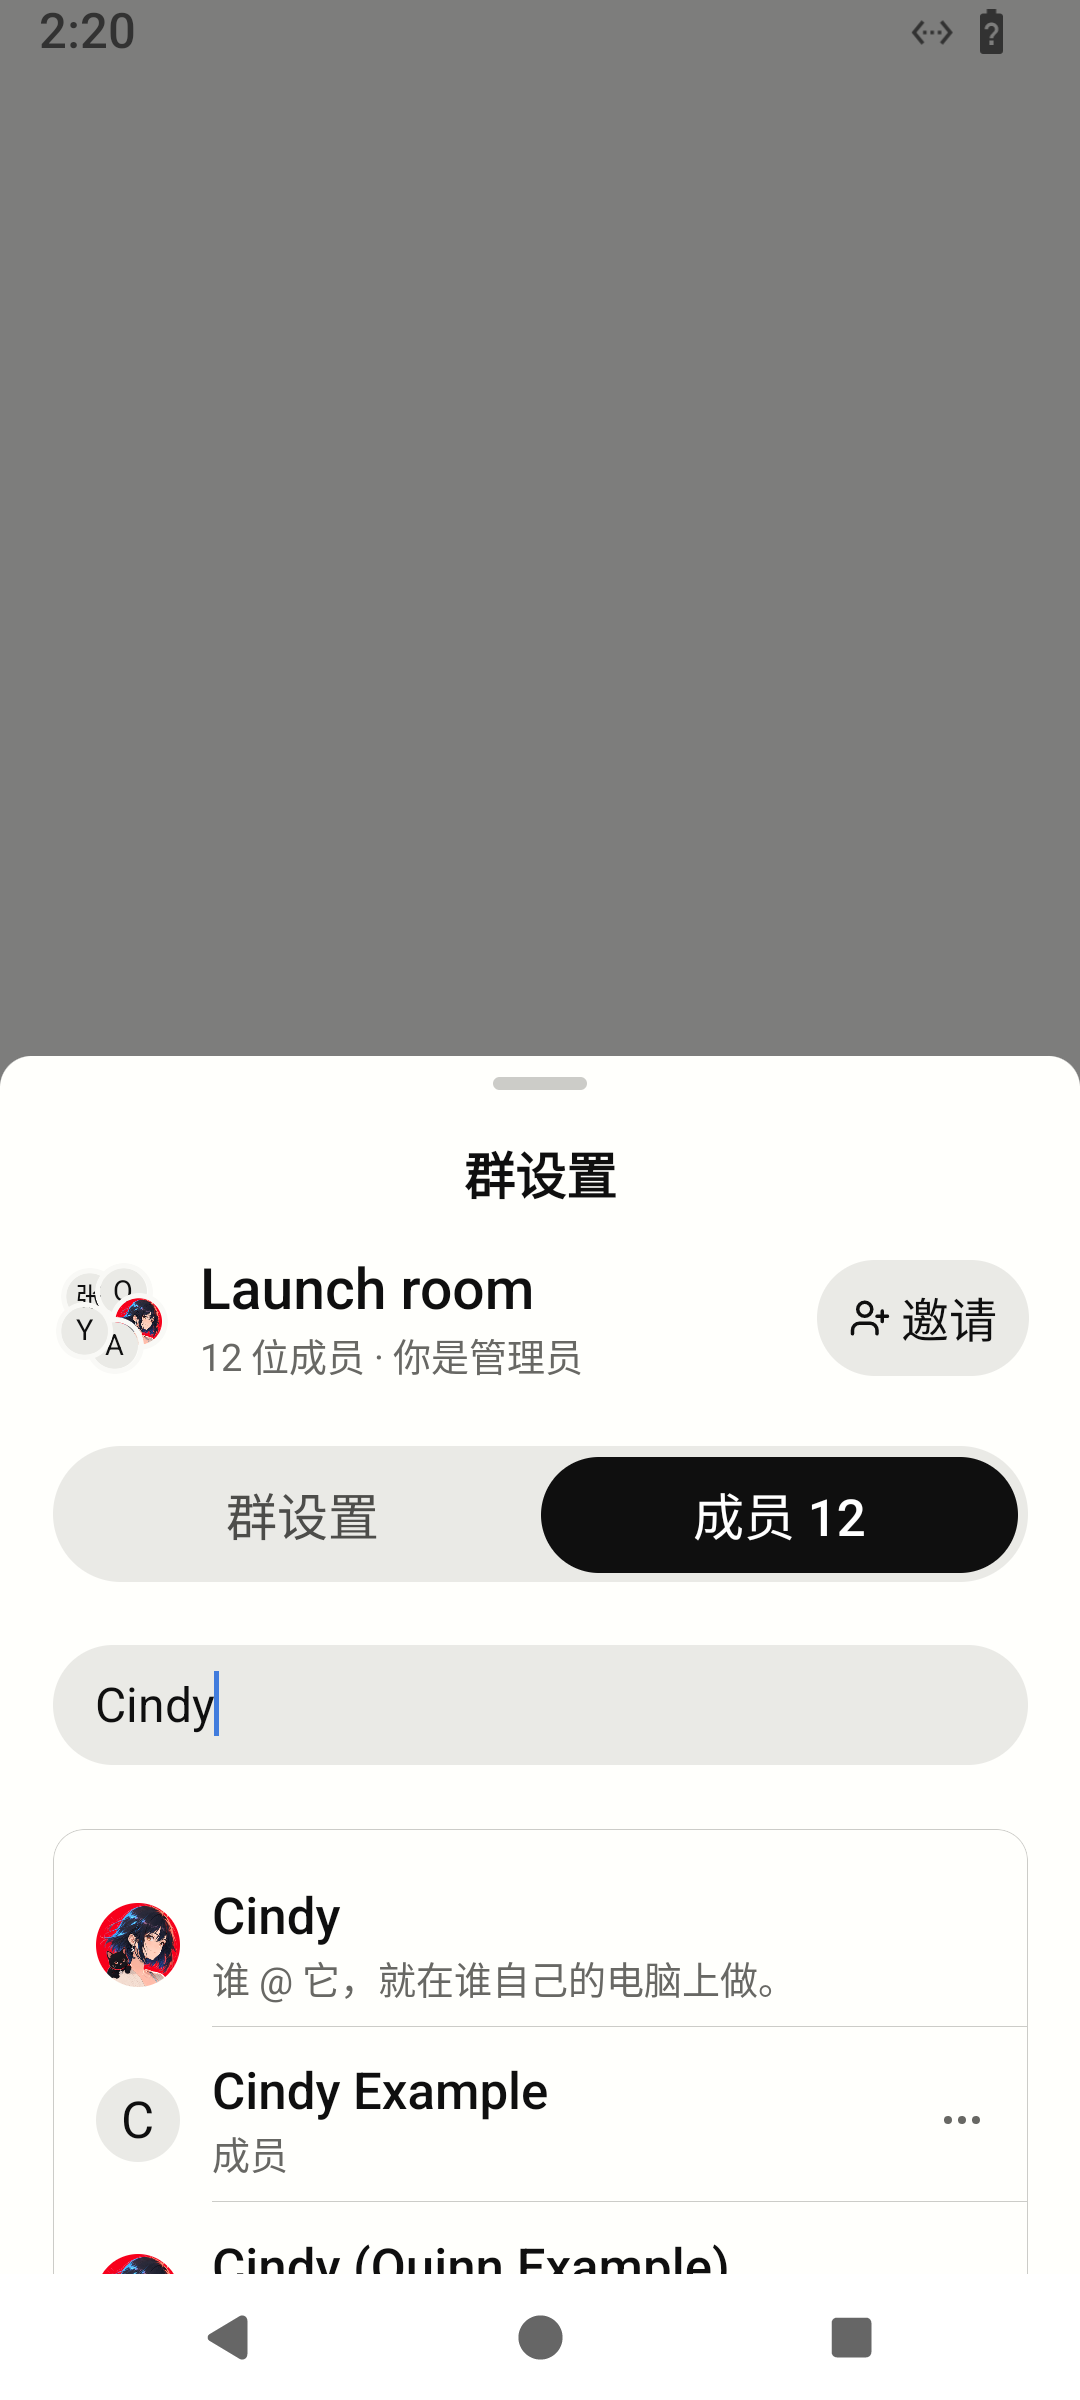 2:20
群设置
Q
Y
A
Launch room
12 位成员 · 你是管理员
邀请
群设置
成员 12
Cindy
Cindy
谁 @ 它，就在谁自己的电脑上做。
C
Cindy Example
成员
Cindy (Quinn Example)